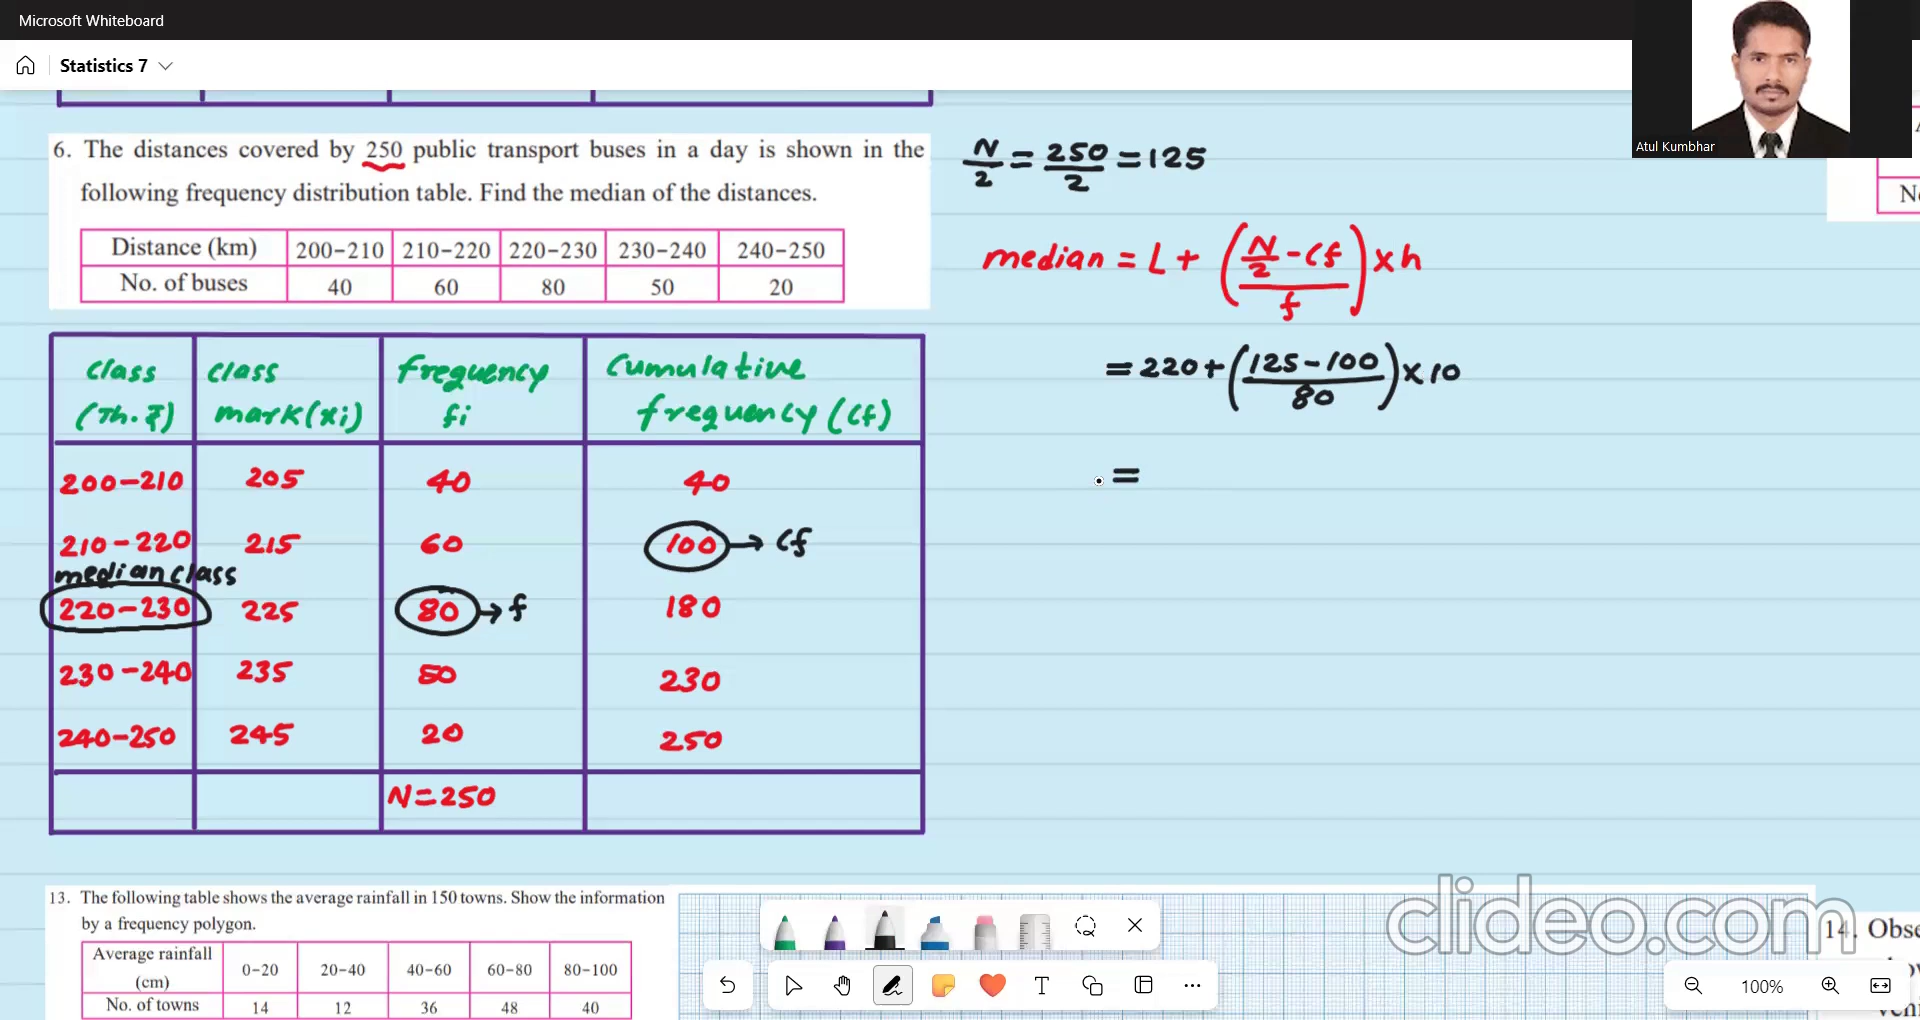 Microsoft Whiteboard
Statistics 7
Atul Kumbhar
6. The distances covered by 250 public transport buses in a day is shown in the
following frequency distribution table. Find the median of the distances.
Distance (km) 200-210 210-220 220-230 230-240 240-250
No. of buses 40 60 80 50 20
class (Th.₹) class mark(xi) frequency fi Cumulative frequency (Cf)
200-210 205 40 40
210-220 215 60 100 → Cf
median class
220-230 225 80 → f 180
230-240 235 50 230
240-250 245 20 250
N=250
N/2 = 250/2 = 125
median = L + (N/2 - Cf / f) x h
= 220 + (125-100 / 80) x 10
=
13. The following table shows the average rainfall in 150 towns. Show the information
by a frequency polygon.
Average rainfall (cm) 0-20 20-40 40-60 60-80 80-100
No. of towns 14 12 36 48 40
clideo.com
14. Obse
T
100%